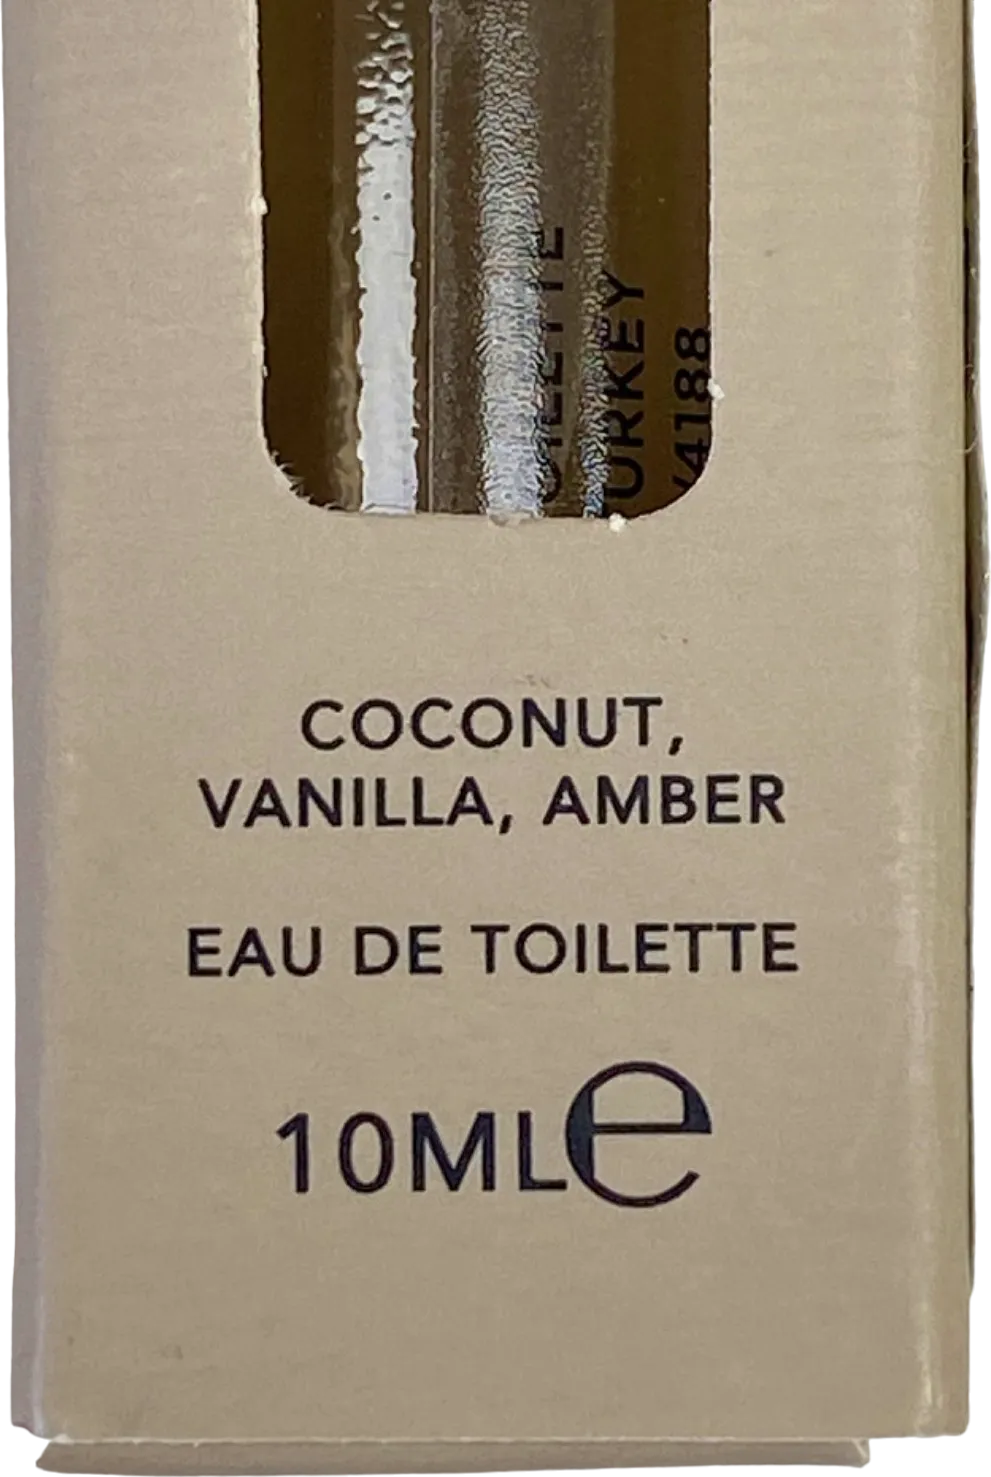 COCONUT,
VANILLA, AMBER
EAU DE TOILETTE
10ML℮